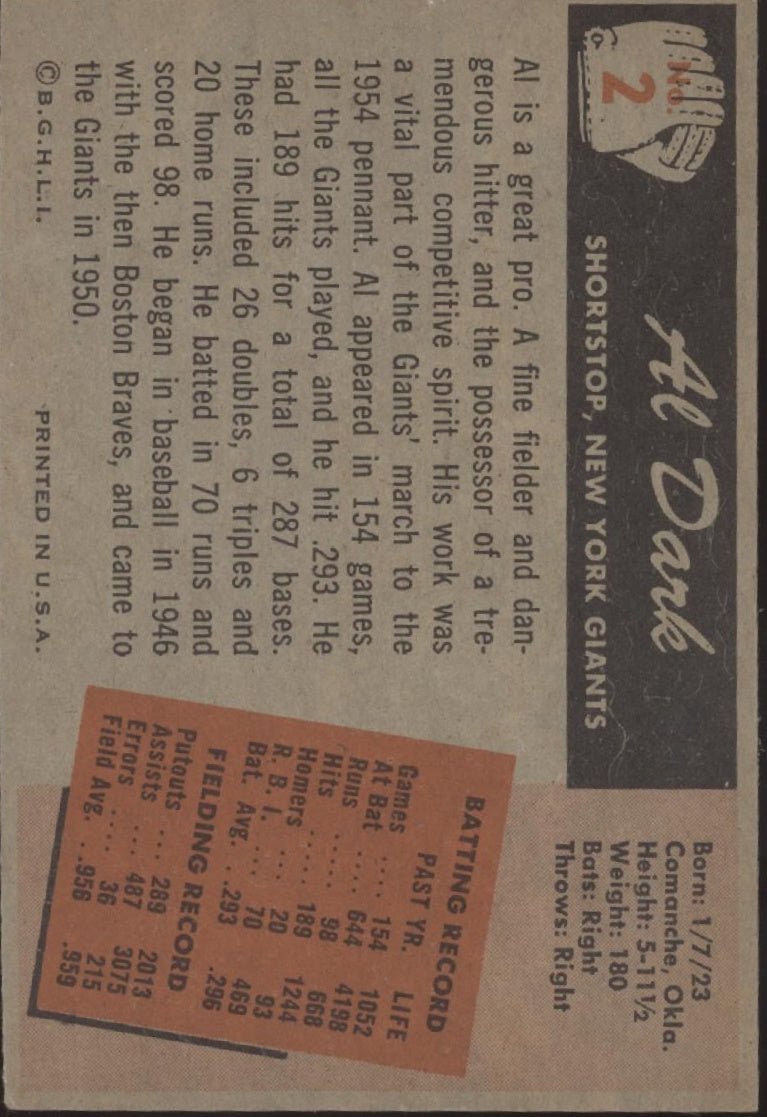 No.
2
Al Dark
SHORTSTOP, NEW YORK GIANTS
Born: 1/7/23
Comanche, Okla.
Height: 5-11½
Weight: 180
Bats: Right
Throws: Right
Al is a great pro. A fine fielder and dan-
gerous hitter, and the possessor of a tre-
mendous competitive spirit. His work was
a vital part of the Giants' march to the
1954 pennant. Al appeared in 154 games,
all the Giants played, and he hit .293. He
had 189 hits for a total of 287 bases.
These included 26 doubles, 6 triples and
20 home runs. He batted in 70 runs and
scored 98. He began in baseball in 1946
with the then Boston Braves, and came to
the Giants in 1950.
©B.G.H.L.I. PRINTED IN U.S.A.
BATTING RECORD
PAST YR. LIFE
Games .... 154 1052
At Bat .... 644 4198
Runs ..... 98 668
Hits ..... 189 1244
Homers .... 20 93
R. B. I. .... 70 469
Bat. Avg. . .293 .296
FIELDING RECORD
Putouts ... 289 2013
Assists ... 487 3075
Errors .... 36 215
Field Avg. . .956 .959